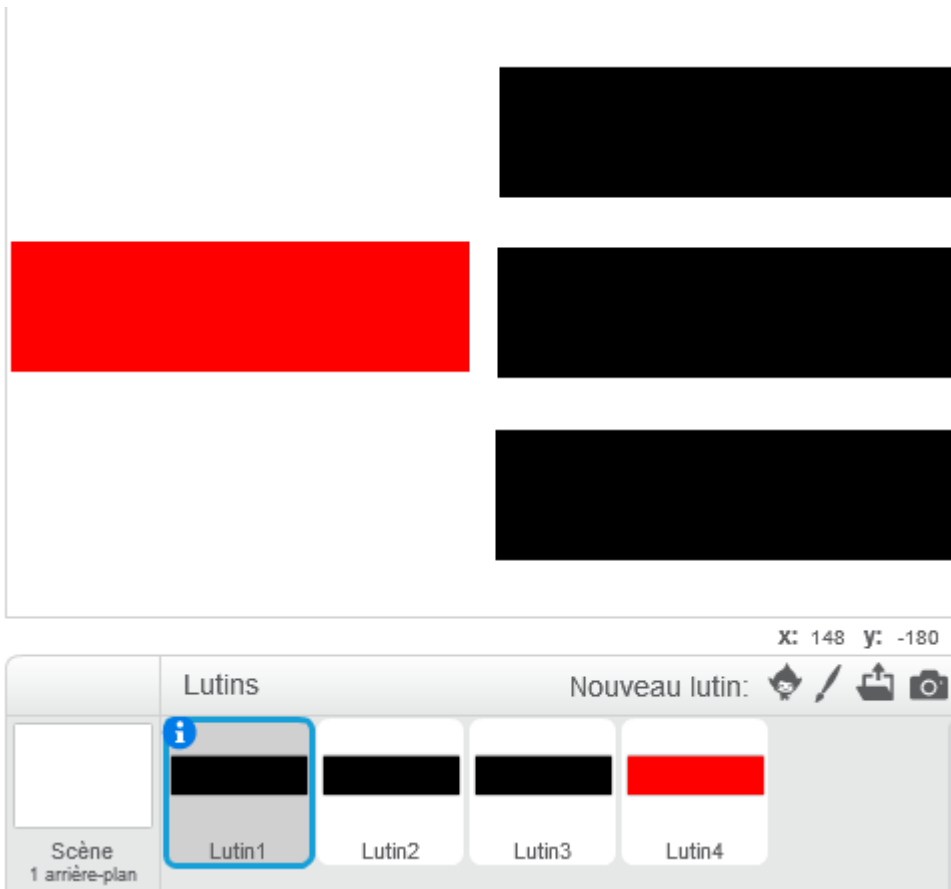 x: 148 y: -180
Lutins Nouveau lutin:
Scène
1 arrière-plan
Lutin1 Lutin2 Lutin3 Lutin4